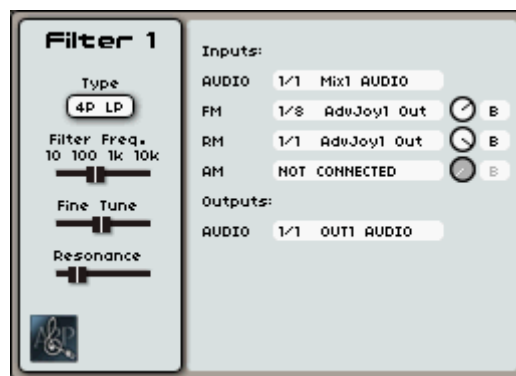 Filter 1
Type
4P LP
Filter Freq.
10 100 1k 10k
Fine Tune
Resonance
Inputs:
AUDIO 1/1 Mix1 AUDIO
FM 1/8 AdvJoy1 Out B
RM 1/1 AdvJoy1 Out B
AM NOT CONNECTED B
Outputs:
AUDIO 1/1 OUT1 AUDIO